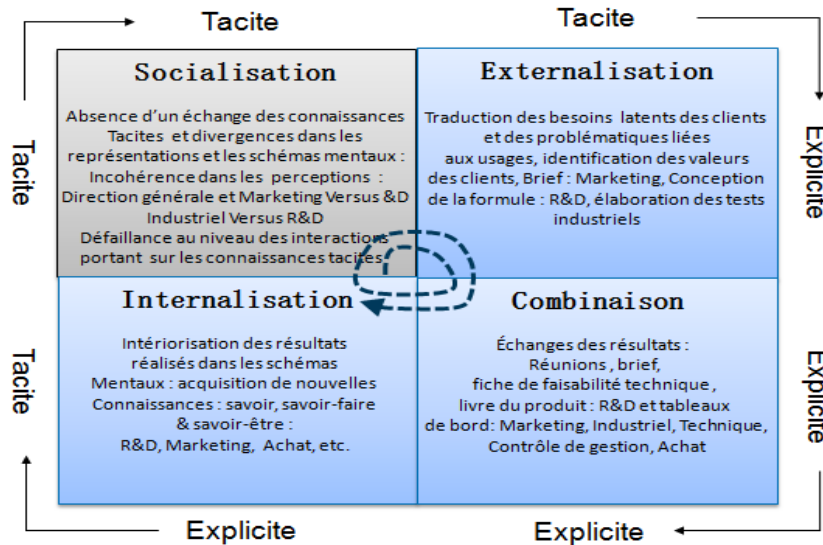 Tacite
Tacite
Tacite
Explicite
Socialisation
Absence d’un échange des connaissances
Tacites et divergences dans les
représentations et les schémas mentaux :
Incohérence dans les perceptions :
Direction générale et Marketing Versus &D
Industriel Versus R&D
Défaillance au niveau des interactions
portant sur les connaissances tacites
Externalisation
Traduction des besoins latents des clients
et des problématiques liées
aux usages, identification des valeurs
des clients, Brief : Marketing, Conception
de la formule : R&D, élaboration des tests
industriels
Internalisation
Intériorisation des résultats
réalisés dans les schémas
Mentaux : acquisition de nouvelles
Connaissances : savoir, savoir-faire
& savoir-être :
R&D, Marketing, Achat, etc.
Combinaison
Échanges des résultats :
Réunions , brief,
fiche de faisabilité technique ,
livre du produit : R&D et tableaux
de bord: Marketing, Industriel, Technique,
Contrôle de gestion, Achat
Tacite
Explicite
Explicite
Explicite